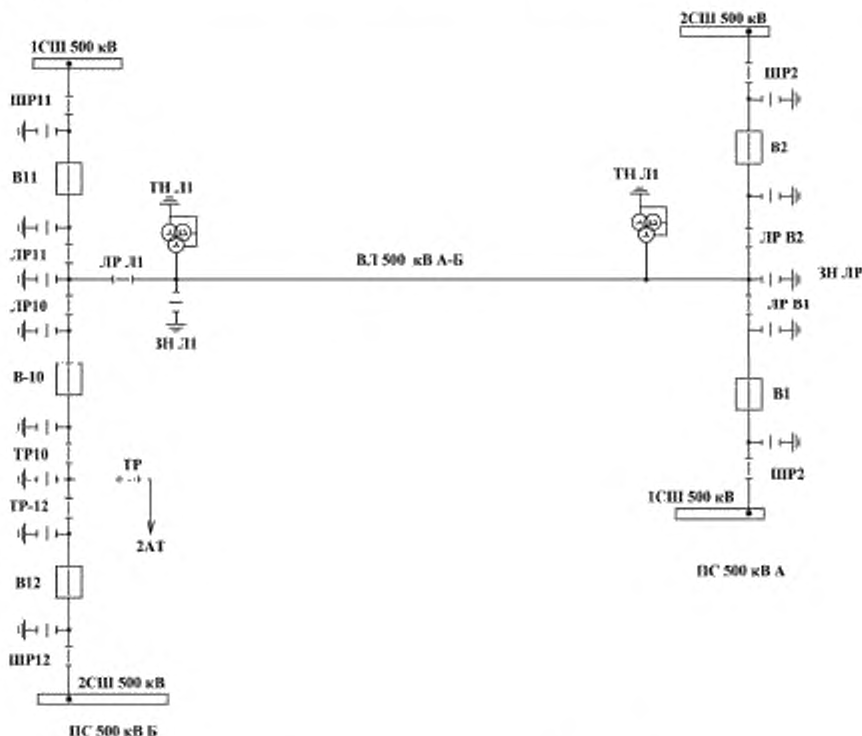 2СШ 500 кВ
1СШ 500 кВ
ШР2
ШР11
В2
В11
ТН Л1
ТН Л1
ЛР В2
ЛР11
ЛР Л1
ВЛ 500 кВ А-Б
ЗН ЛР
ЛР10
ЛР В1
ЗН Л1
В-10
В1
ТР10
ТР
ШР2
ТР-12
1СШ 500 кВ
2АТ
В12
ПС 500 кВ А
ШР12
2СШ 500 кВ
ПС 500 кВ Б